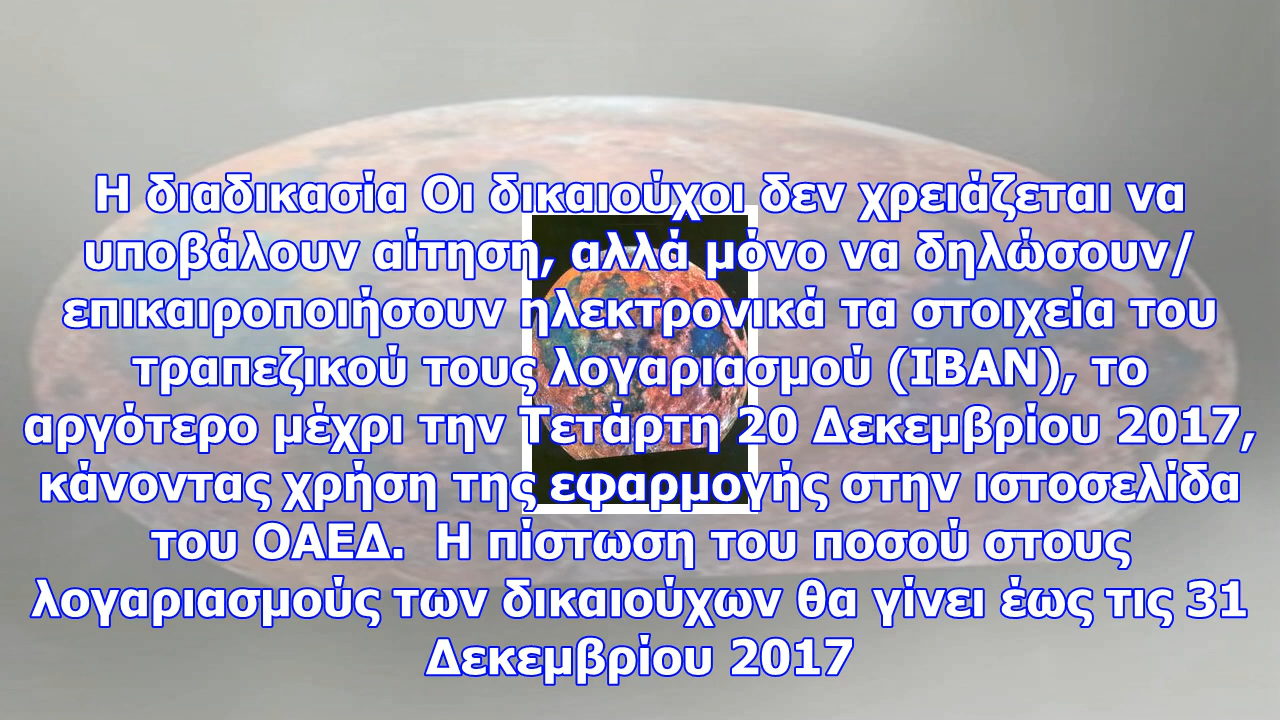 Η διαδικασία Οι δικαιούχοι δεν χρειάζεται να
υποβάλουν αίτηση, αλλά μόνο να δηλώσουν/
επικαιροποιήσουν ηλεκτρονικά τα στοιχεία του
τραπεζικού τους λογαριασμού (ΙΒΑΝ), το
αργότερο μέχρι την Τετάρτη 20 Δεκεμβρίου 2017,
κάνοντας χρήση της εφαρμογής στην ιστοσελίδα
του ΟΑΕΔ.  Η πίστωση του ποσού στους
λογαριασμούς των δικαιούχων θα γίνει έως τις 31
Δεκεμβρίου 2017